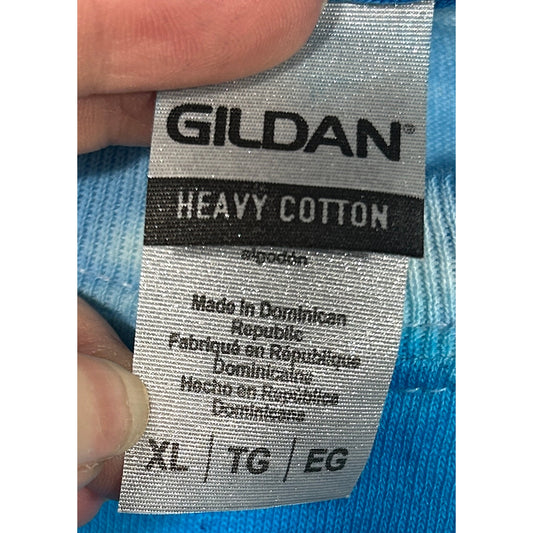 GILDAN®
HEAVY COTTON
algodón
Made in Dominican
Republic
Fabriqué en République
Dominicaine
Hecho en República
Dominicana
XL | TG | EG